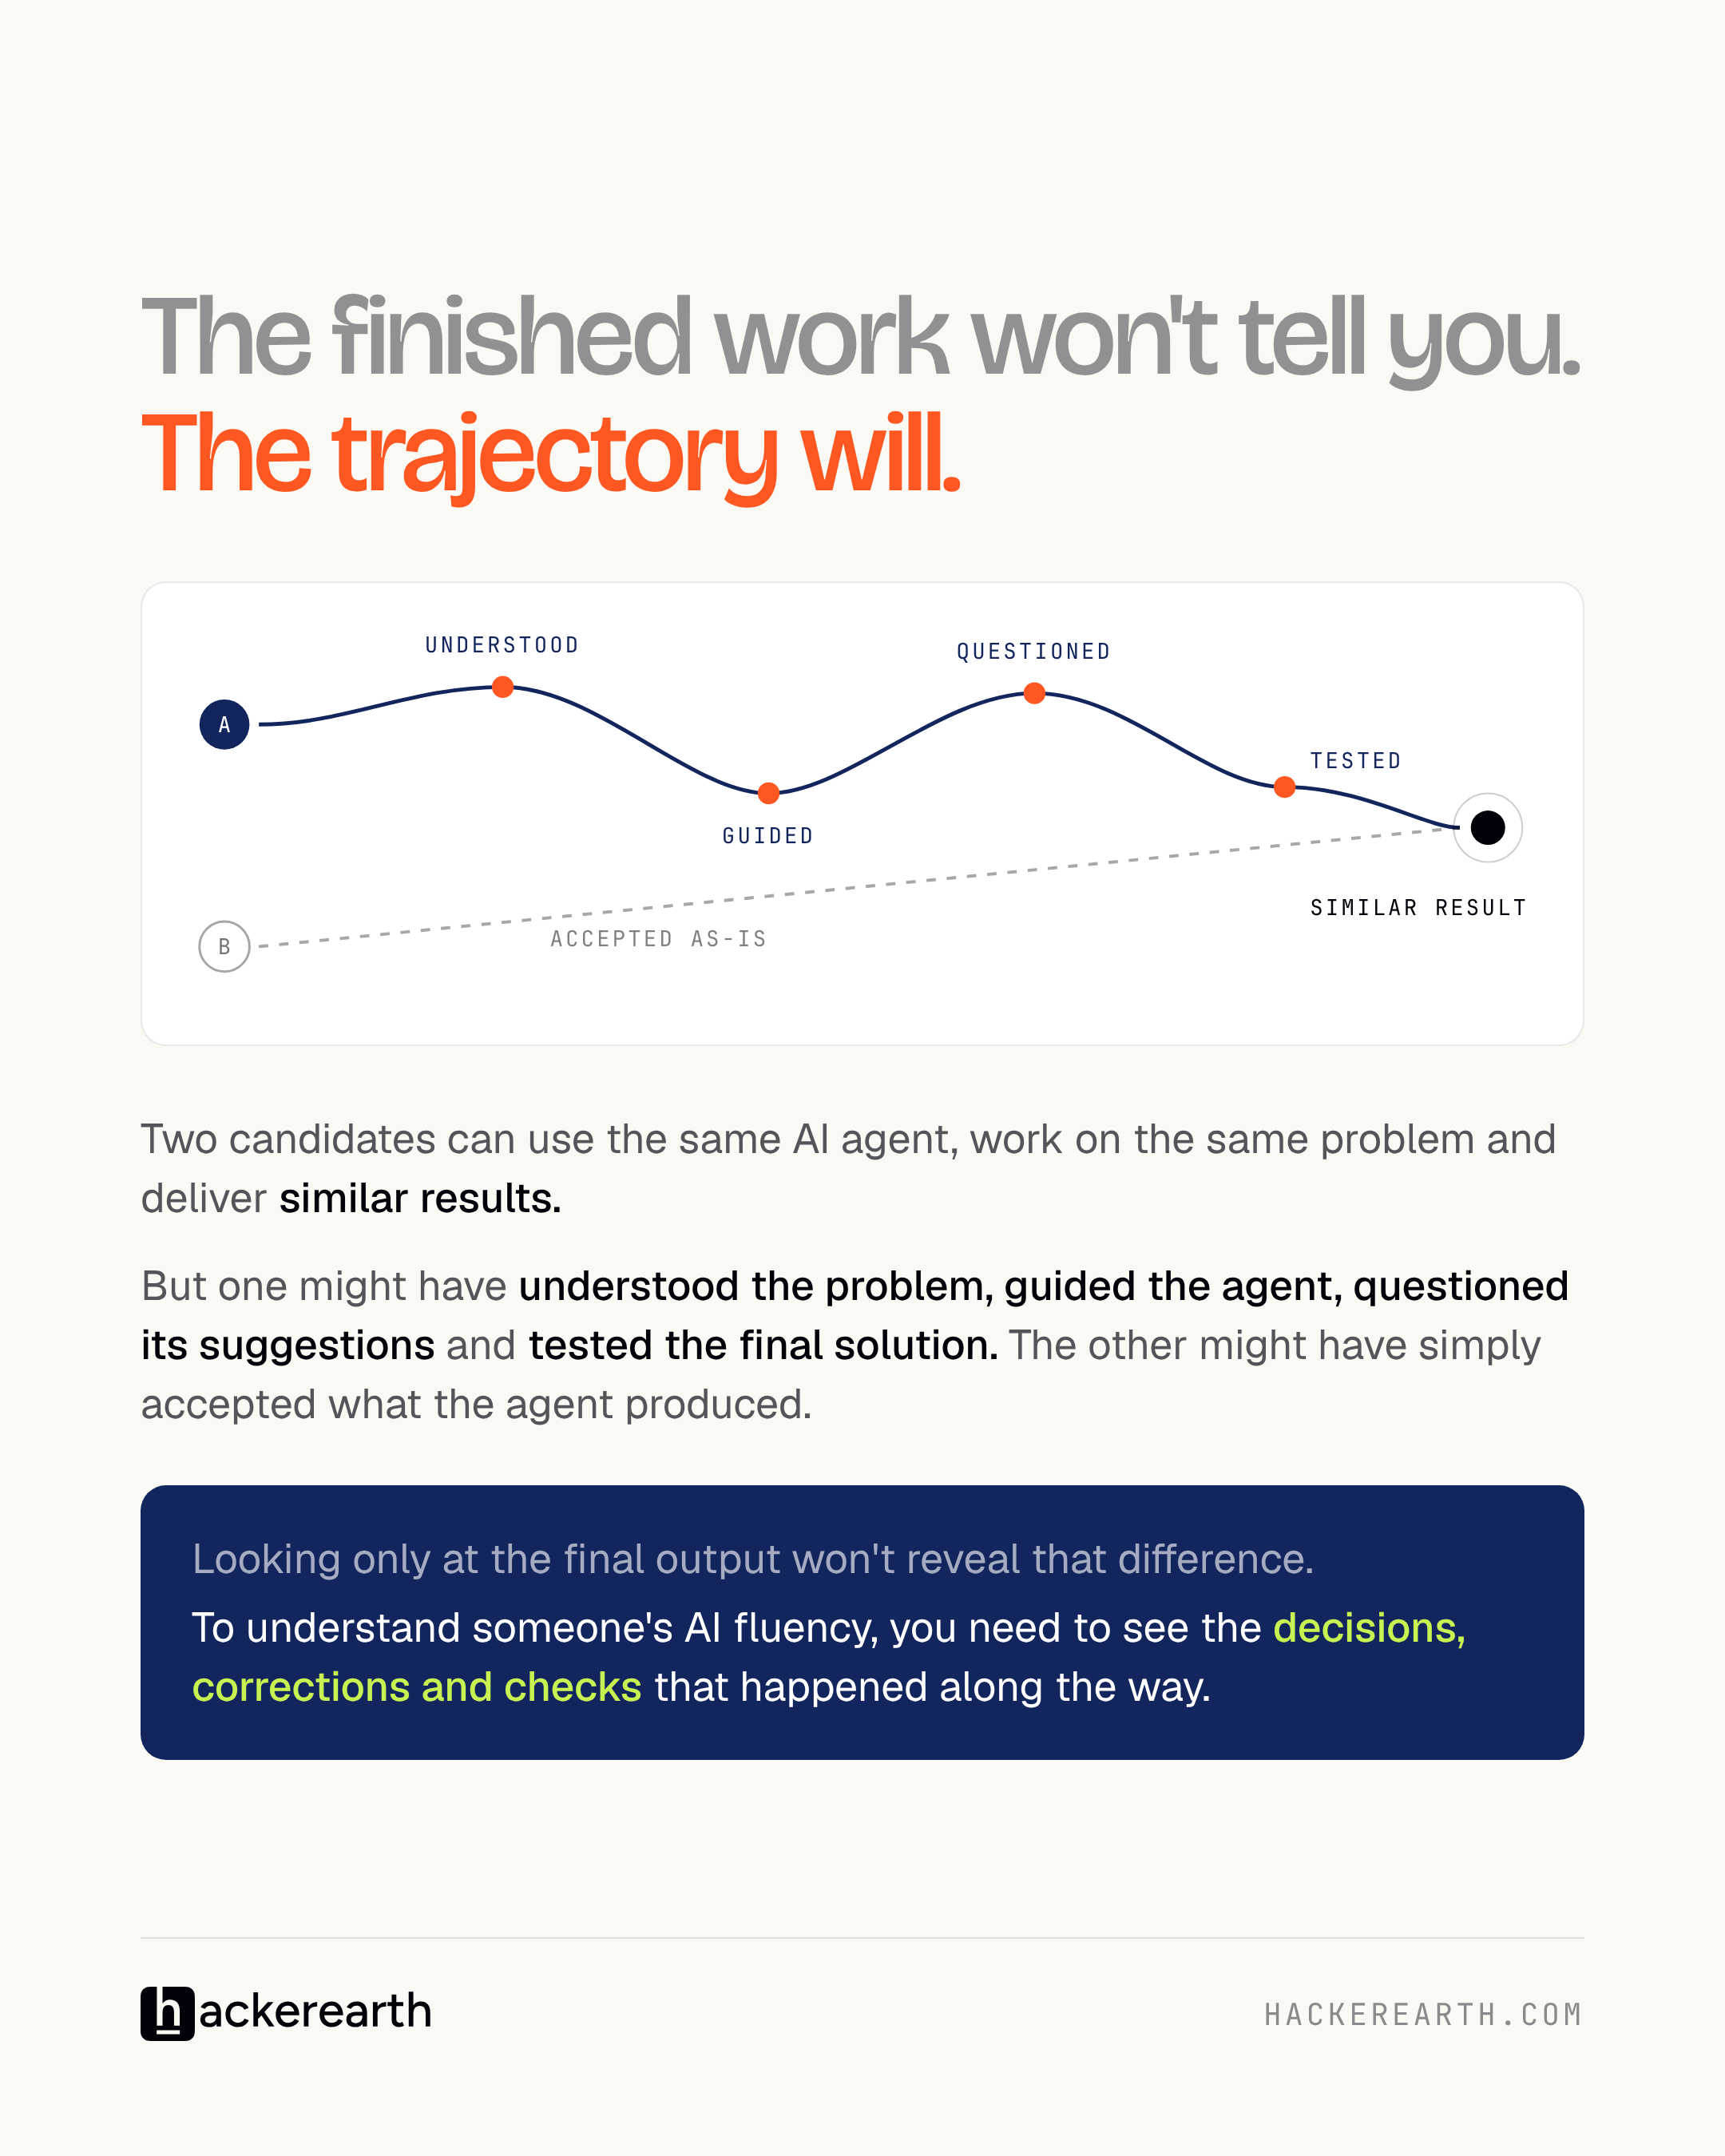 The finished work won't tell you.
The trajectory will.
UNDERSTOOD
QUESTIONED
A
TESTED
GUIDED
SIMILAR RESULT
B
ACCEPTED AS-IS
Two candidates can use the same AI agent, work on the same problem and
deliver similar results.
But one might have understood the problem, guided the agent, questioned
its suggestions and tested the final solution. The other might have simply
accepted what the agent produced.
Looking only at the final output won't reveal that difference.
To understand someone's AI fluency, you need to see the decisions,
corrections and checks that happened along the way.
hackerearth
HACKEREARTH.COM